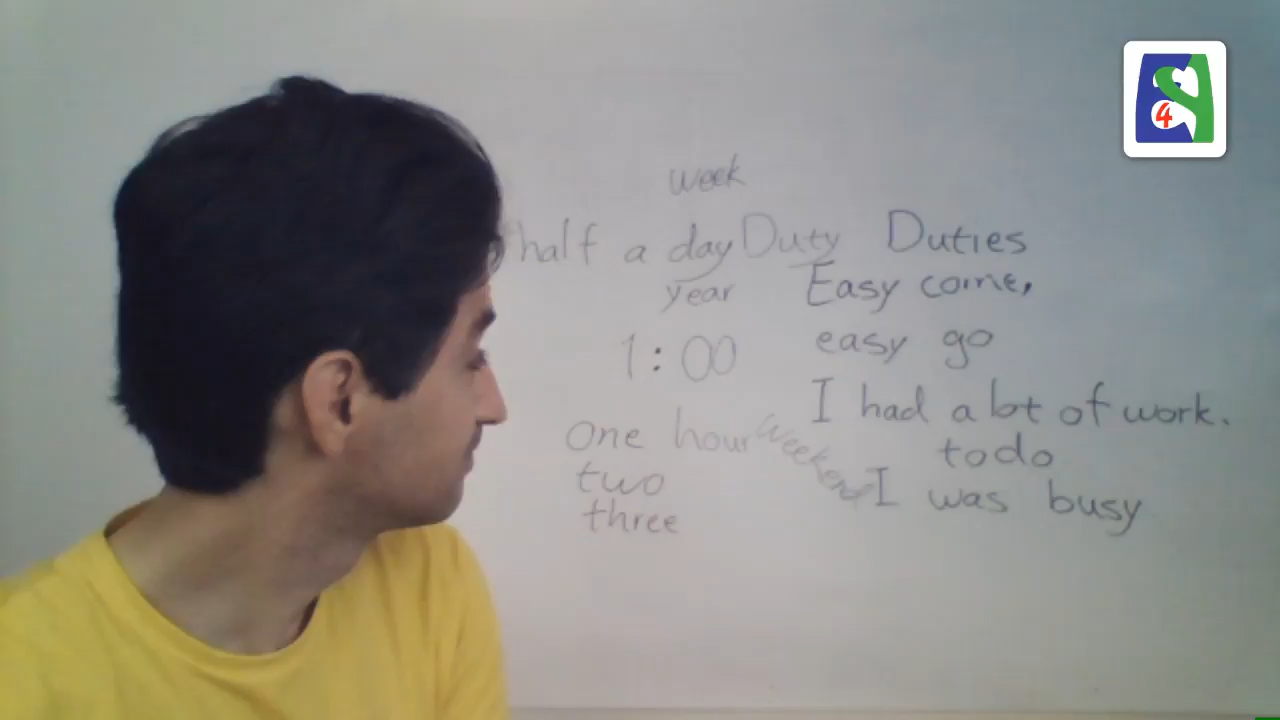 week
half a day Duty Duties
year
Easy come,
easy go
1:00
I had a lot of work.
to do
one hour
weekend
I was busy
two
three
4